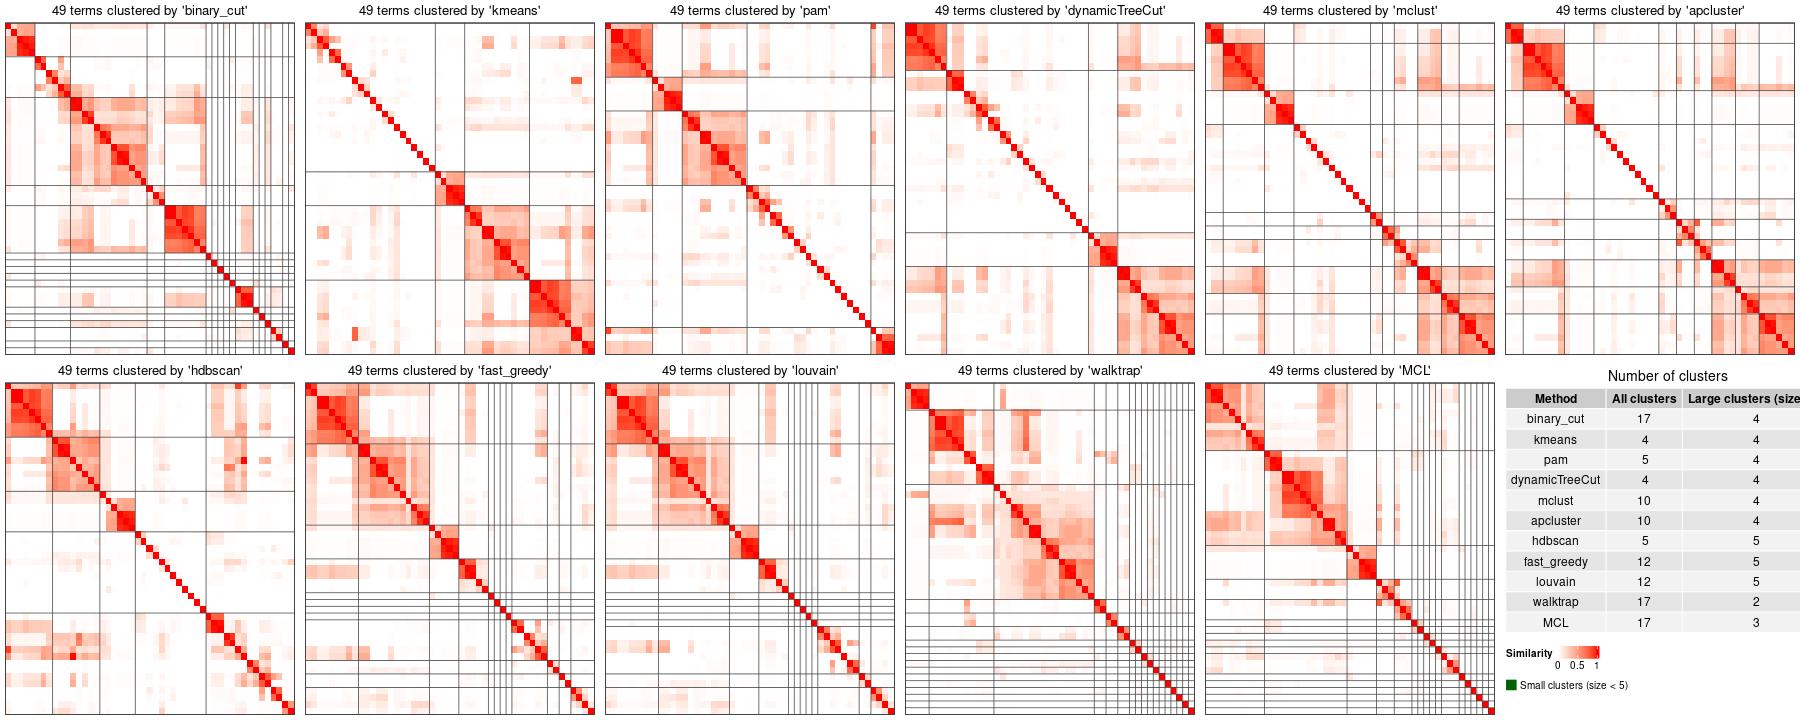 49 terms clustered by 'binary_cut'
49 terms clustered by 'kmeans'
49 terms clustered by 'pam'
49 terms clustered by 'dynamicTreeCut'
49 terms clustered by 'mclust'
49 terms clustered by 'apcluster'
49 terms clustered by 'hdbscan'
49 terms clustered by 'fast_greedy'
49 terms clustered by 'louvain'
49 terms clustered by 'walktrap'
49 terms clustered by 'MCL'
Number of clusters
Method All clusters Large clusters (size
binary_cut 17 4
kmeans 4 4
pam 5 4
dynamicTreeCut 4 4
mclust 10 4
apcluster 10 4
hdbscan 5 5
fast_greedy 12 5
louvain 12 5
walktrap 17 2
MCL 17 3
Similarity
0 0.5 1
Small clusters (size < 5)